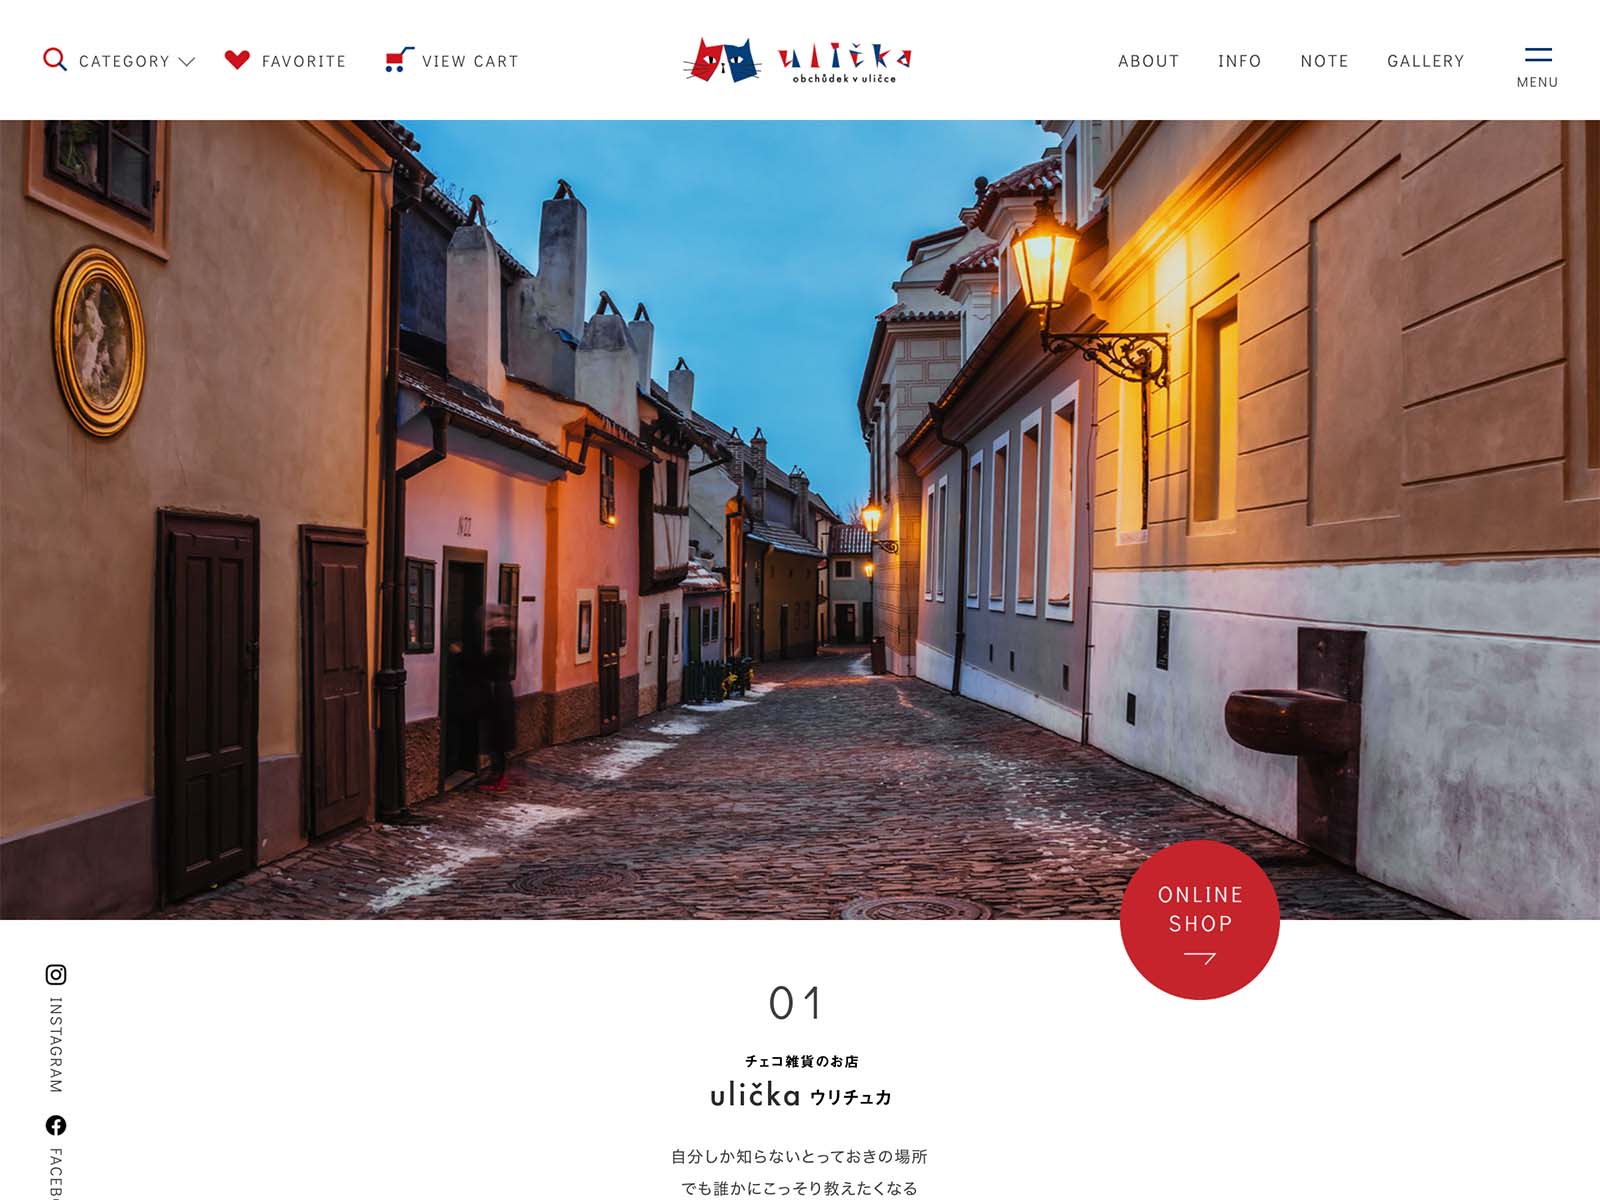 CATEGORY
FAVORITE
VIEW CART
ulička
obchůdek v uličce
ABOUT
INFO
NOTE
GALLERY
MENU
N22
ONLINE
SHOP
INSTAGRAM
01
チェコ雑貨のお店
ulička ウリチュカ
自分しか知らないとっておきの場所
でも誰かにこっそり教えたくなる